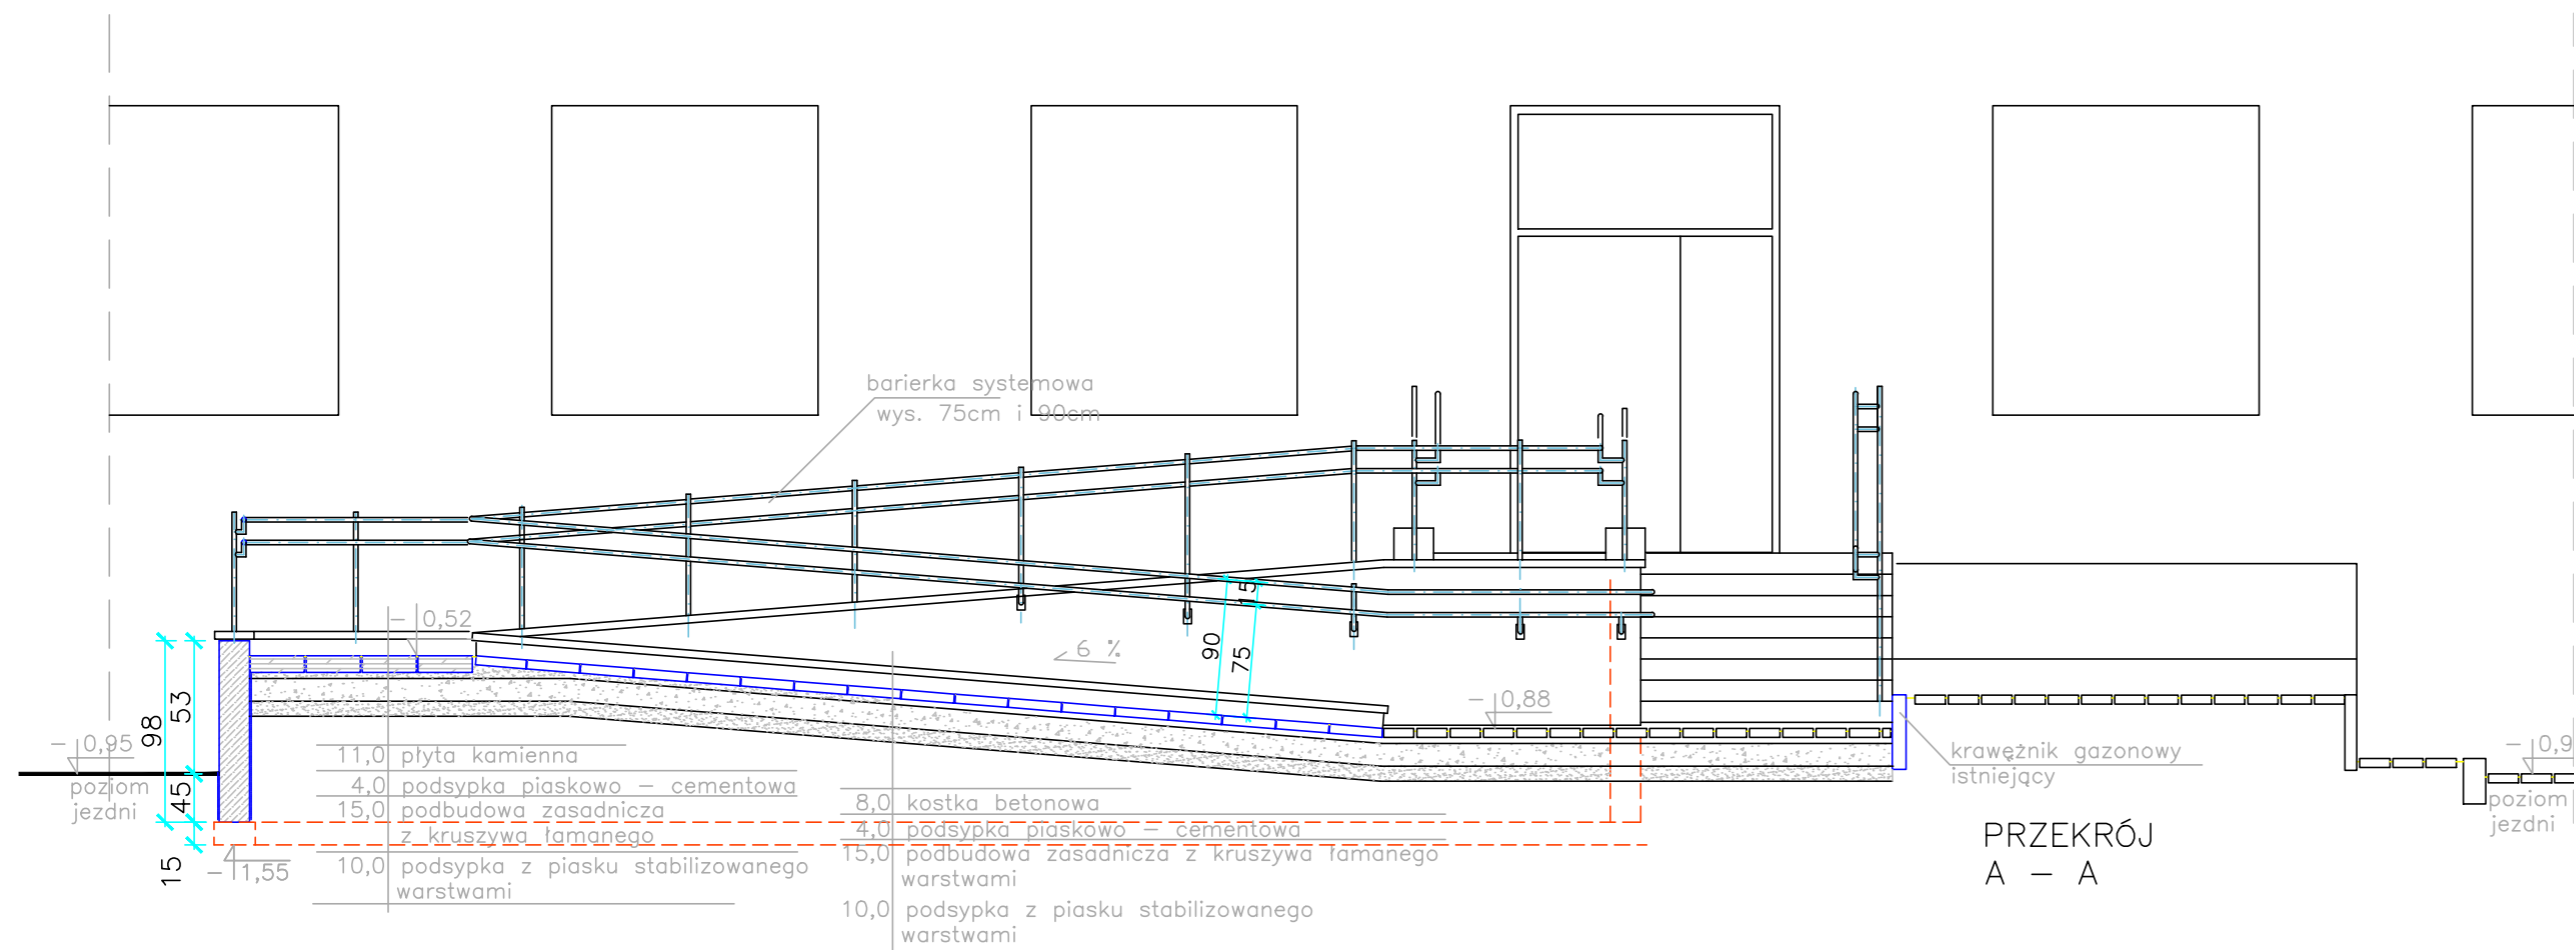 barierka systemowa
wys. 75cm i 90cm
- 0,52
6 %
15
90
75
- 0,88
98
53
45
15
- 0,95
poziom
jezdni
- 1,55
11,0 płyta kamienna
4,0 podsypka piaskowo – cementowa
15,0 podbudowa zasadnicza
z kruszywa łamanego
10,0 podsypka z piasku stabilizowanego
warstwami
8,0 kostka betonowa
4,0 podsypka piaskowo – cementowa
15,0 podbudowa zasadnicza z kruszywa łamanego
warstwami
10,0 podsypka z piasku stabilizowanego
warstwami
krawężnik gazonowy
istniejący
- 0,9
poziom
jezdni
PRZEKRÓJ
A – A